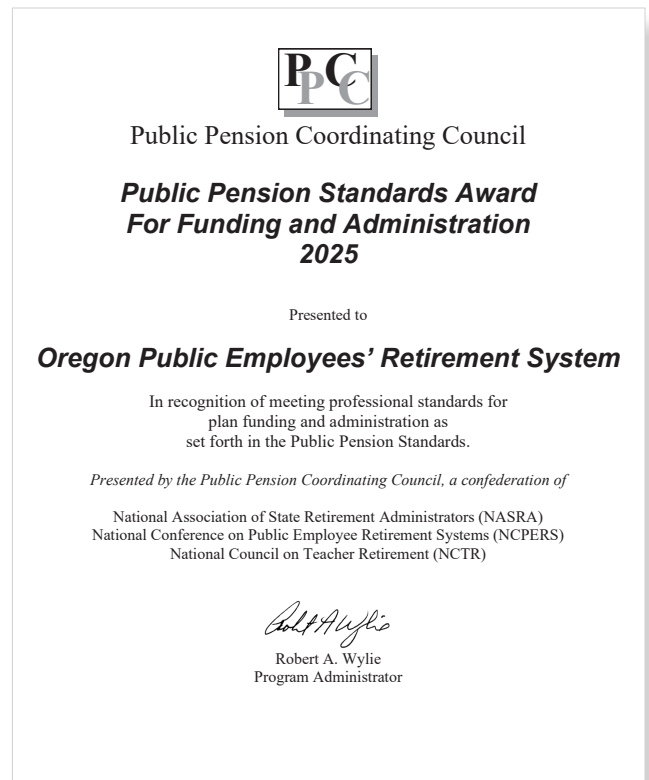 PPCC
Public Pension Coordinating Council
Public Pension Standards Award
For Funding and Administration
2025
Presented to
Oregon Public Employees’ Retirement System
In recognition of meeting professional standards for
plan funding and administration as
set forth in the Public Pension Standards.
Presented by the Public Pension Coordinating Council, a confederation of
National Association of State Retirement Administrators (NASRA)
National Conference on Public Employee Retirement Systems (NCPERS)
National Council on Teacher Retirement (NCTR)
Robert A Wylie
Robert A. Wylie
Program Administrator